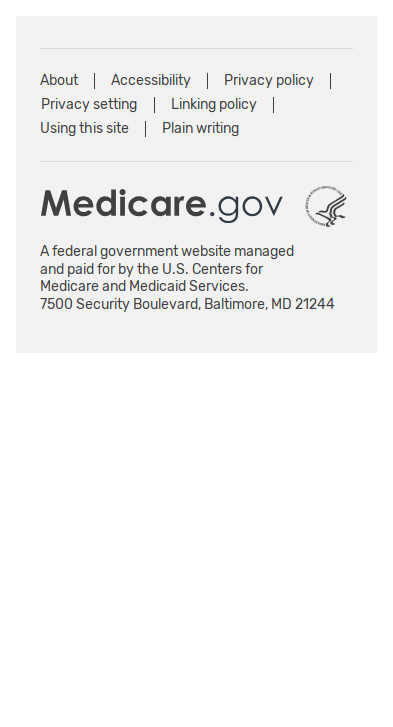 About | Accessibility | Privacy policy |
Privacy setting | Linking policy |
Using this site | Plain writing
Medicare.gov
A federal government website managed
and paid for by the U.S. Centers for
Medicare and Medicaid Services.
7500 Security Boulevard, Baltimore, MD 21244